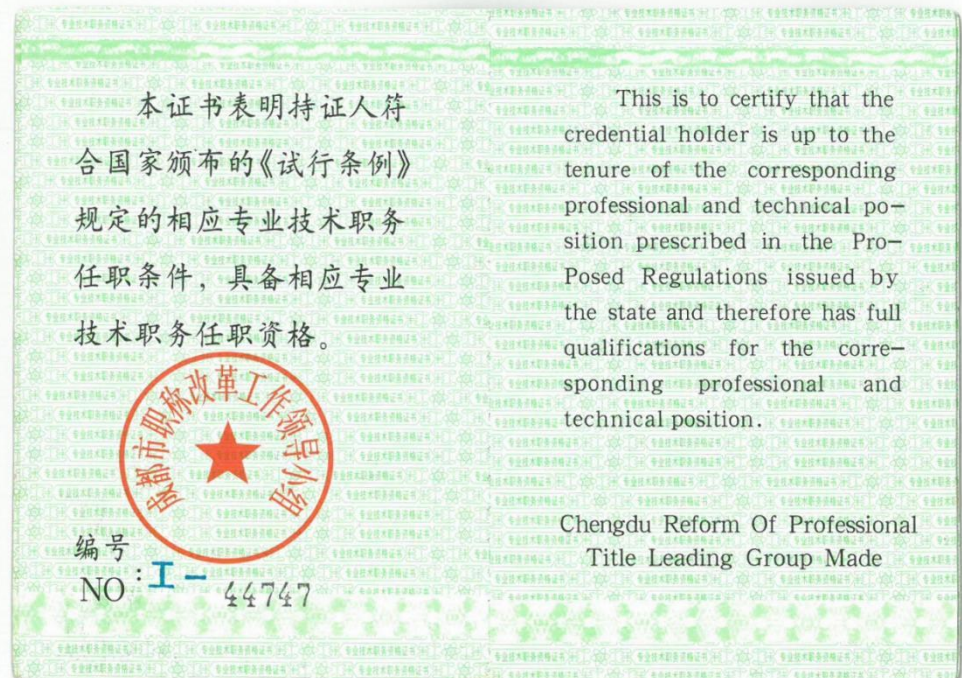 本证书表明持证人符
合国家颁布的《试行条例》
规定的相应专业技术职务
任职条件，具备相应专业
技术职务任职资格。
成都市职称改革工作领导小组
编号
NO：工一 44747
This is to certify that the
credential holder is up to the
tenure of the corresponding
professional and technical po－
sition prescribed in the Pro－
Posed Regulations issued by
the state and therefore has full
qualifications for the corre－
sponding professional and
technical position.
Chengdu Reform Of Professional
Title Leading Group Made